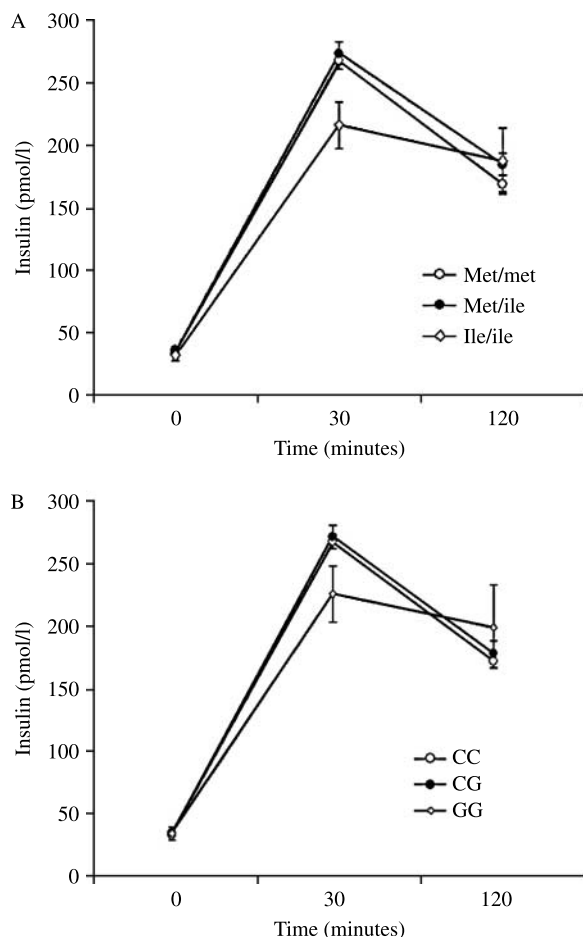 A
300
250
200
150
100
50
0
Insulin (pmol/l)
Met/met
Met/ile
Ile/ile
0 30 120
Time (minutes)
B
300
250
200
150
100
50
0
Insulin (pmol/l)
CC
CG
GG
0 30 120
Time (minutes)